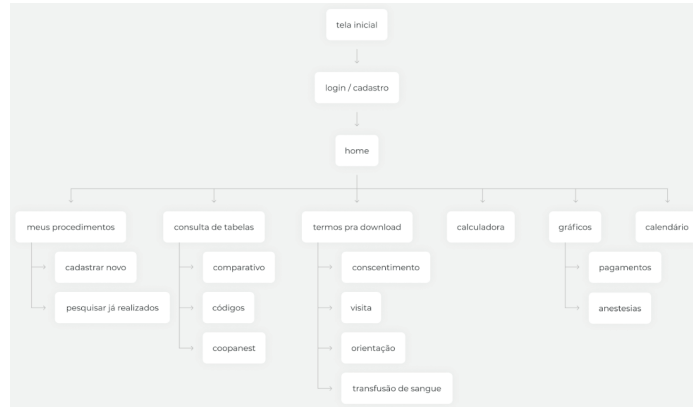 tela inicial
login / cadastro
home
meus procedimentos
consulta de tabelas
termos pra download
calculadora
gráficos
calendário
cadastrar novo
comparativo
conscentimento
pagamentos
pesquisar já realizados
códigos
visita
anestesias
coopanest
orientação
transfusão de sangue